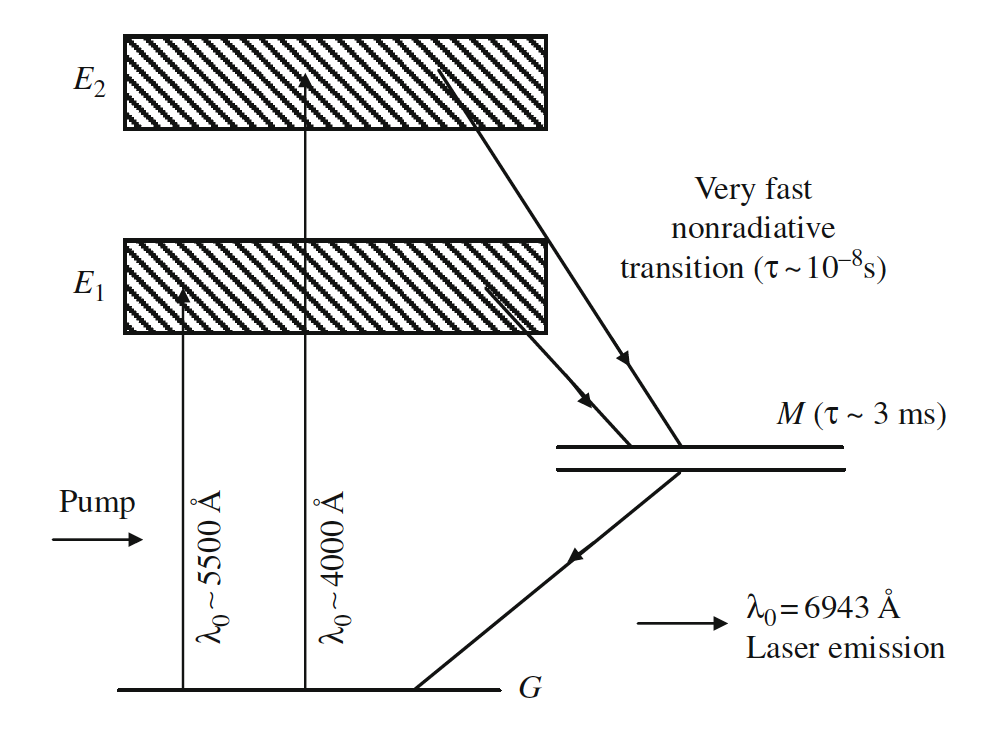 E₂
Very fast
nonradiative
transition (τ ~ 10⁻⁸s)
E₁
M (τ ~ 3 ms)
Pump
λ₀ ~ 5500 Å
λ₀ ~ 4000 Å
λ₀ = 6943 Å
Laser emission
G